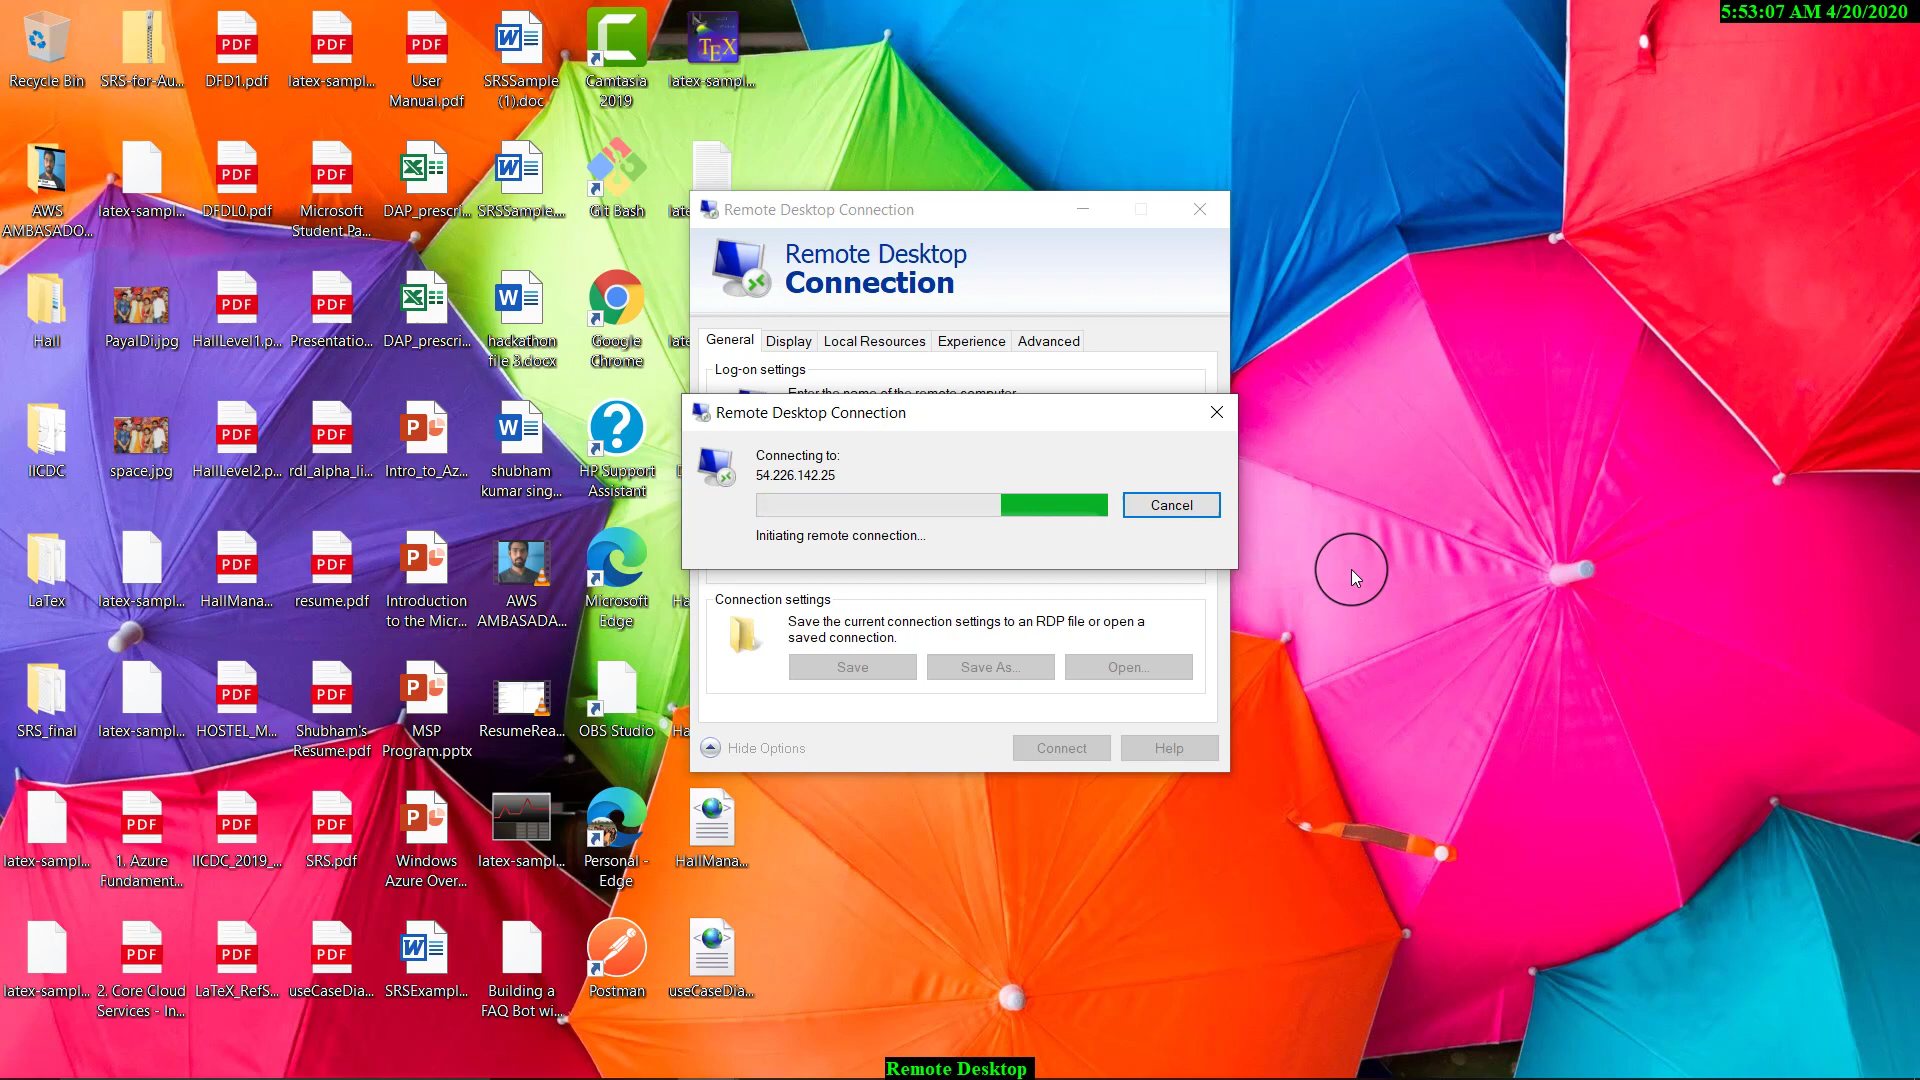 5:53:07 AM 4/20/2020
Recycle Bin
SRS-for-Au...
DFD1.pdf
latex-sampl...
User
Manual.pdf
SRSSample
(1).doc
Camtasia
2019
latex-sampl...
AWS
AMBASADO...
latex-sampl...
DFDL0.pdf
Microsoft
Student Pa...
DAP_prescri...
SRSSample....
Git Bash
late
Hall
PayalDi.jpg
HallLevel1.p...
Presentatio...
DAP_prescri...
hackathon
file 3.docx
Google
Chrome
late
IICDC
space.jpg
HallLevel2.p...
rdl_alpha_li...
Intro_to_Az...
shubham
kumar sing...
HP Support
Assistant
LaTex
latex-sampl...
HallMana...
resume.pdf
Introduction
to the Micr...
AWS
AMBASADA...
Microsoft
Edge
Ha
SRS_final
latex-sampl...
HOSTEL_M...
Shubham's
Resume.pdf
MSP
Program.pptx
ResumeRea...
OBS Studio
Ha
latex-sampl...
1. Azure
Fundament...
IICDC_2019_...
SRS.pdf
Windows
Azure Over...
latex-sampl...
Personal -
Edge
HallMana...
latex-sampl...
2. Core Cloud
Services - In...
LaTeX_RefS...
useCaseDia...
SRSExampl...
Building a
FAQ Bot wi...
Postman
useCaseDia...
Remote Desktop Connection
Remote Desktop
Connection
General
Display
Local Resources
Experience
Advanced
Log-on settings
Enter the name of the remote computer.
Remote Desktop Connection
Connecting to:
54.226.142.25
Cancel
Initiating remote connection...
Connection settings
Save the current connection settings to an RDP file or open a
saved connection.
Save
Save As...
Open...
Hide Options
Connect
Help
Remote Desktop